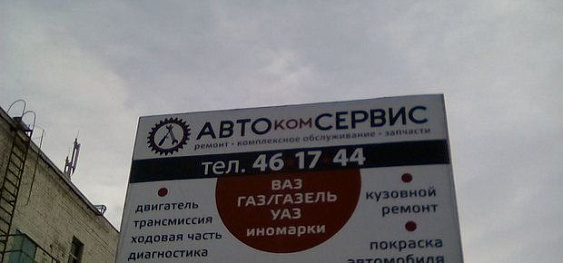 АВТОКОМСЕРВИС
ремонт - комплексное обслуживание - запчасти
тел. 46 17 44
ВАЗ
ГАЗ/ГАЗЕЛЬ
УАЗ
иномарки
двигатель
трансмиссия
ходовая часть
диагностика
кузовной
ремонт
покраска
автомобиля